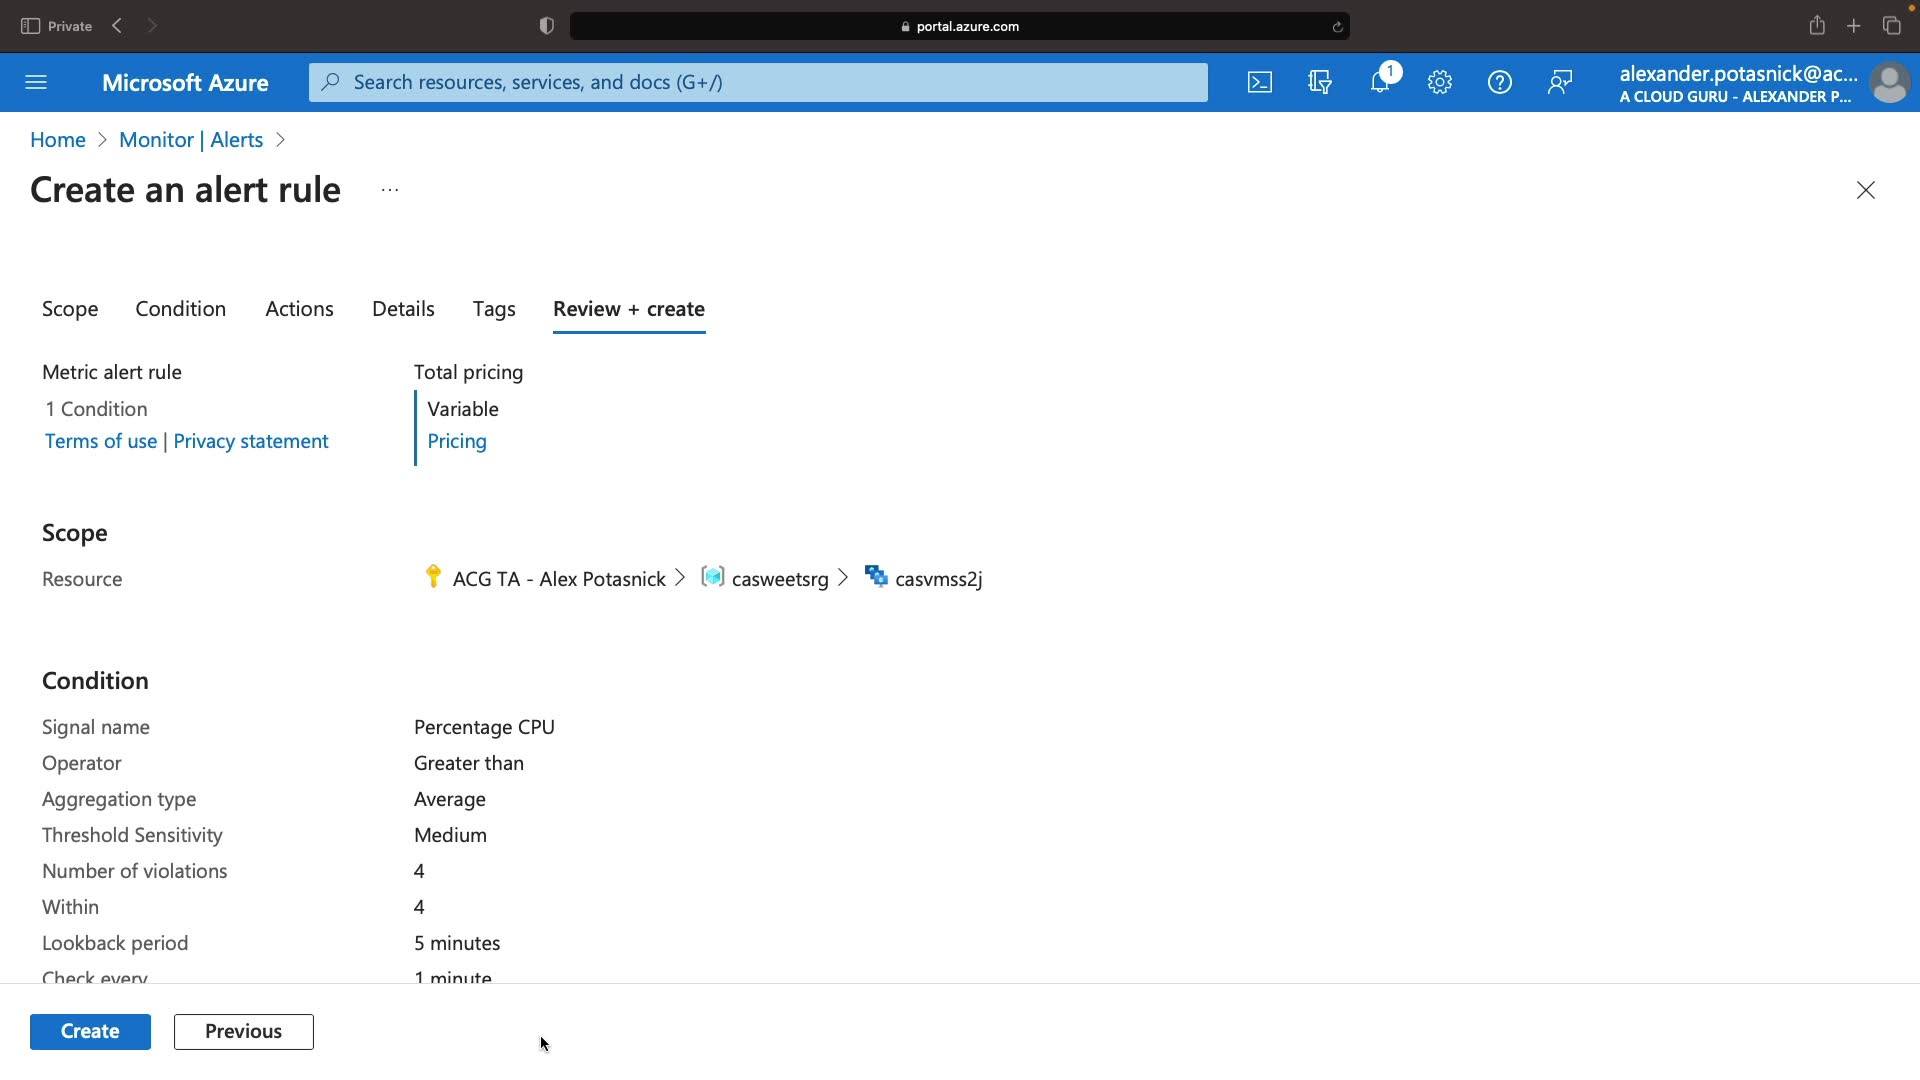 Private
portal.azure.com
Microsoft Azure
Search resources, services, and docs (G+/)
1
alexander.potasnick@ac...
A CLOUD GURU - ALEXANDER P...
Home > Monitor | Alerts >
Create an alert rule ...
Scope Condition Actions Details Tags Review + create
Metric alert rule Total pricing
1 Condition Variable
Terms of use | Privacy statement Pricing
Scope
Resource ACG TA - Alex Potasnick > casweetsrg > casvmss2j
Condition
Signal name Percentage CPU
Operator Greater than
Aggregation type Average
Threshold Sensitivity Medium
Number of violations 4
Within 4
Lookback period 5 minutes
Check every 1 minute
Create Previous